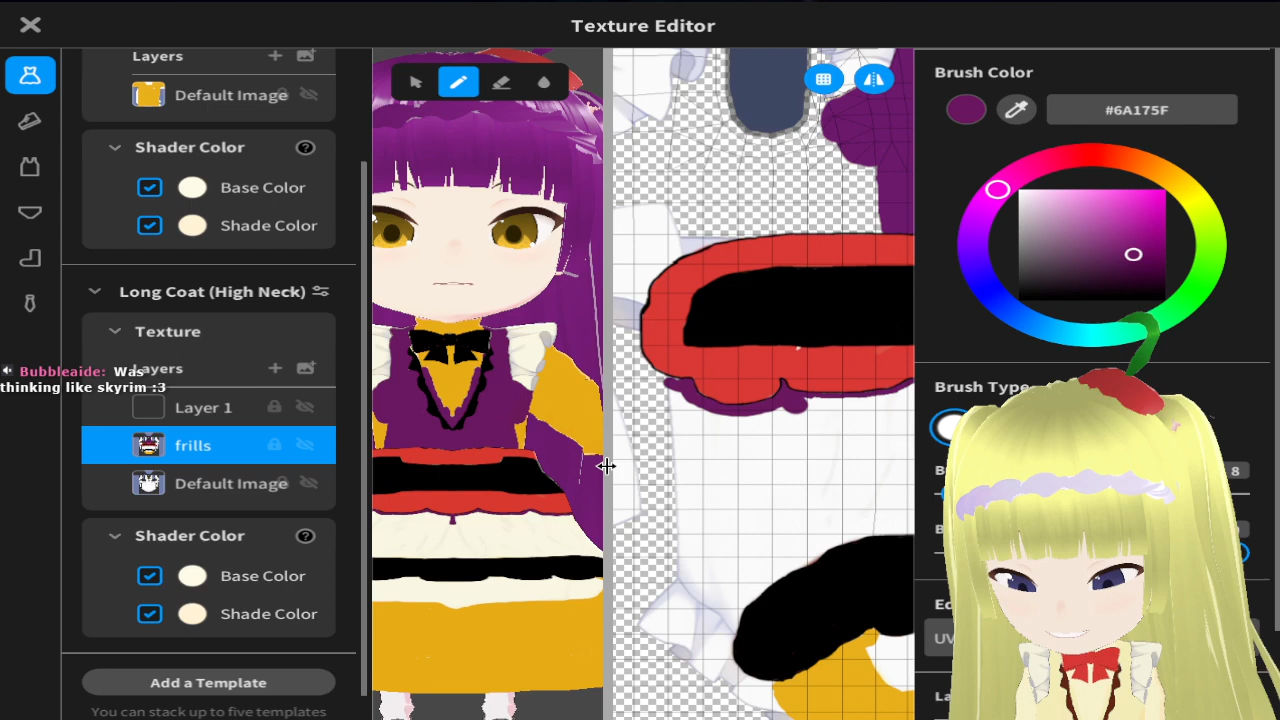 Texture Editor
Layers
Default Image
Shader Color
?
Base Color
Shade Color
Long Coat (High Neck)
Texture
Layers
Bubbleaide: Was
thinking like skyrim :3
Layer 1
frills
Default Image
Shader Color
?
Base Color
Shade Color
Add a Template
You can stack up to five templates
Brush Color
#6A175F
Brush Type
8
UV